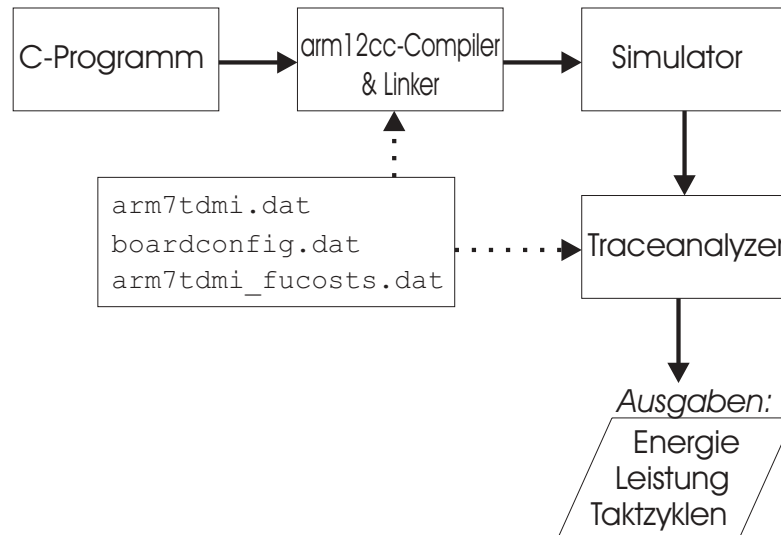 C-Programm
arm12cc-Compiler
& Linker
Simulator
arm7tdmi.dat
boardconfig.dat
arm7tdmi_fucosts.dat
Traceanalyzer
Ausgaben:
Energie
Leistung
Taktzyklen